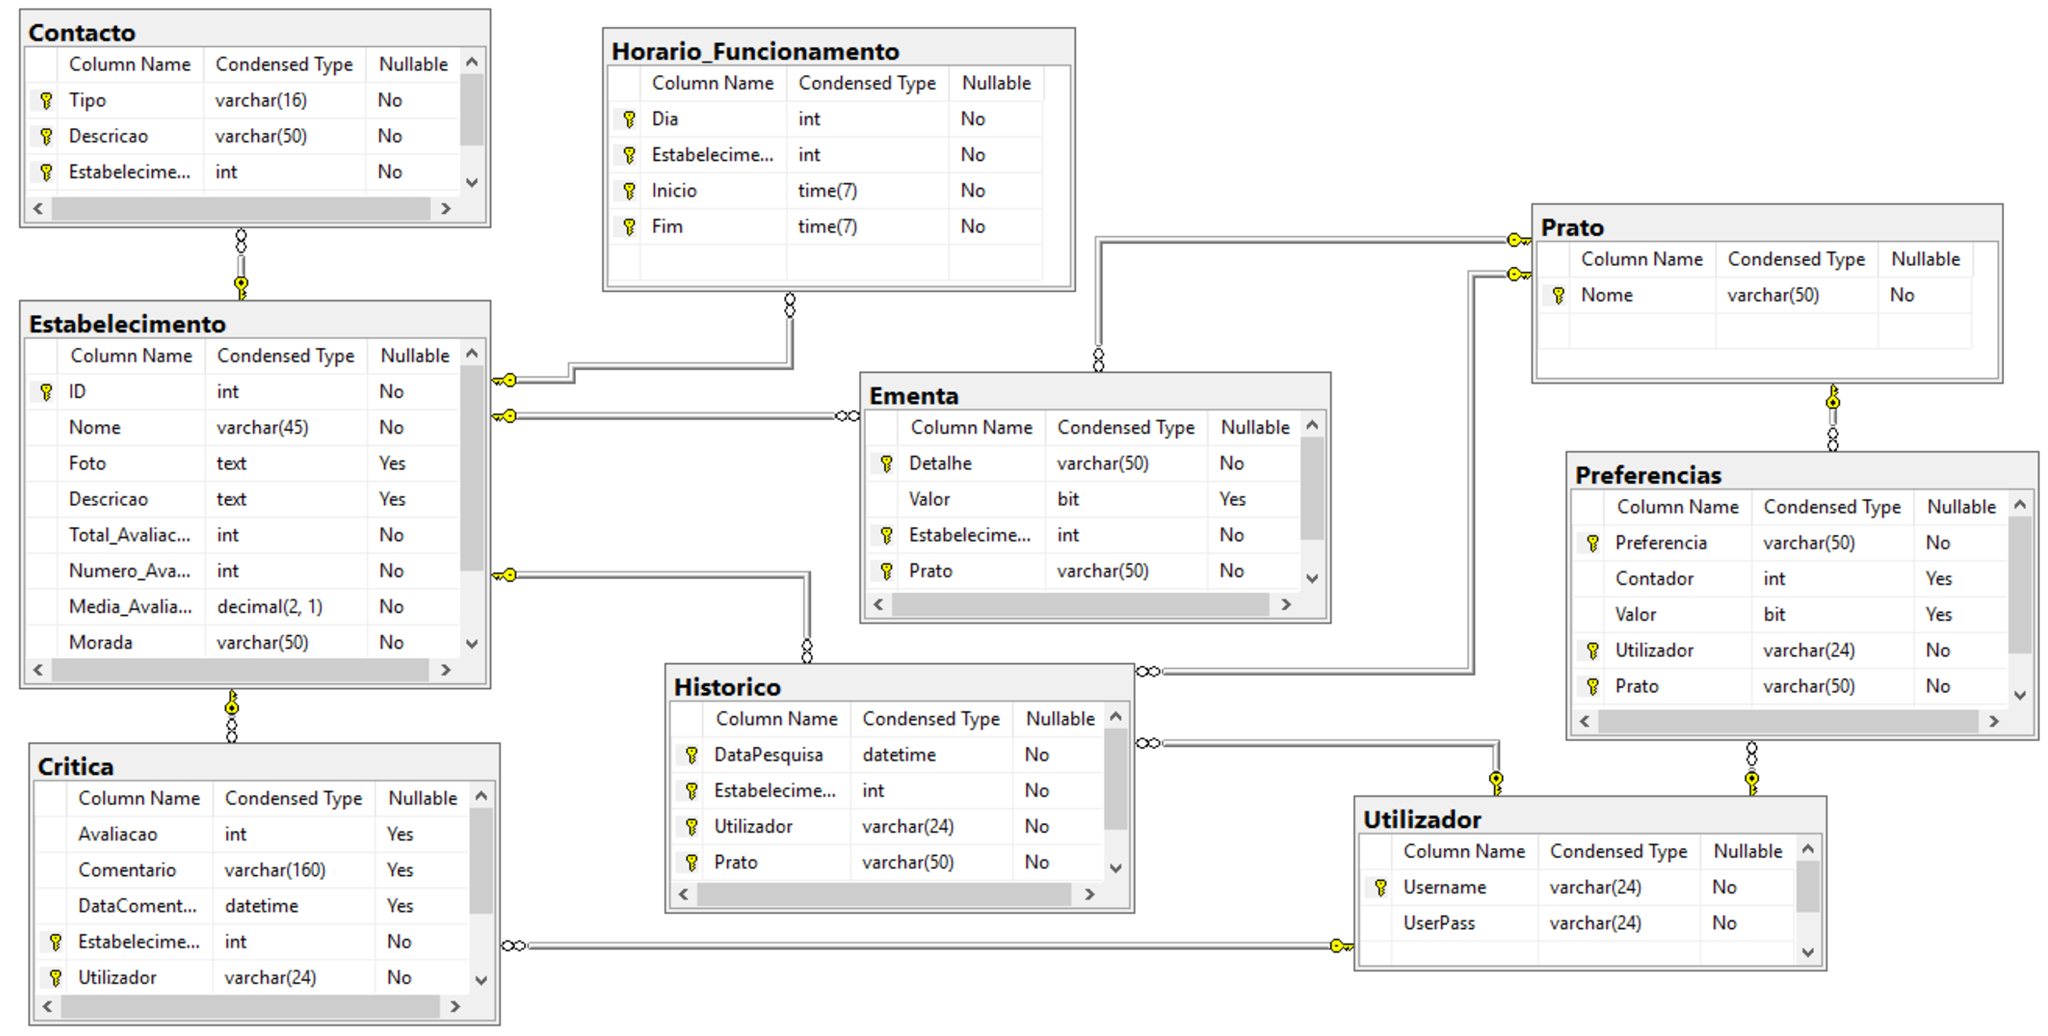 Contacto
Column Name Condensed Type Nullable
Tipo varchar(16) No
Descricao varchar(50) No
Estabelecime... int No
Horario_Funcionamento
Column Name Condensed Type Nullable
Dia int No
Estabelecime... int No
Inicio time(7) No
Fim time(7) No
Prato
Column Name Condensed Type Nullable
Nome varchar(50) No
Estabelecimento
Column Name Condensed Type Nullable
ID int No
Nome varchar(45) No
Foto text Yes
Descricao text Yes
Total_Avaliac... int No
Numero_Ava... int No
Media_Avalia... decimal(2, 1) No
Morada varchar(50) No
Ementa
Column Name Condensed Type Nullable
Detalhe varchar(50) No
Valor bit Yes
Estabelecime... int No
Prato varchar(50) No
Preferencias
Column Name Condensed Type Nullable
Preferencia varchar(50) No
Contador int Yes
Valor bit Yes
Utilizador varchar(24) No
Prato varchar(50) No
Historico
Column Name Condensed Type Nullable
DataPesquisa datetime No
Estabelecime... int No
Utilizador varchar(24) No
Prato varchar(50) No
Critica
Column Name Condensed Type Nullable
Avaliacao int Yes
Comentario varchar(160) Yes
DataComent... datetime Yes
Estabelecime... int No
Utilizador varchar(24) No
Utilizador
Column Name Condensed Type Nullable
Username varchar(24) No
UserPass varchar(24) No